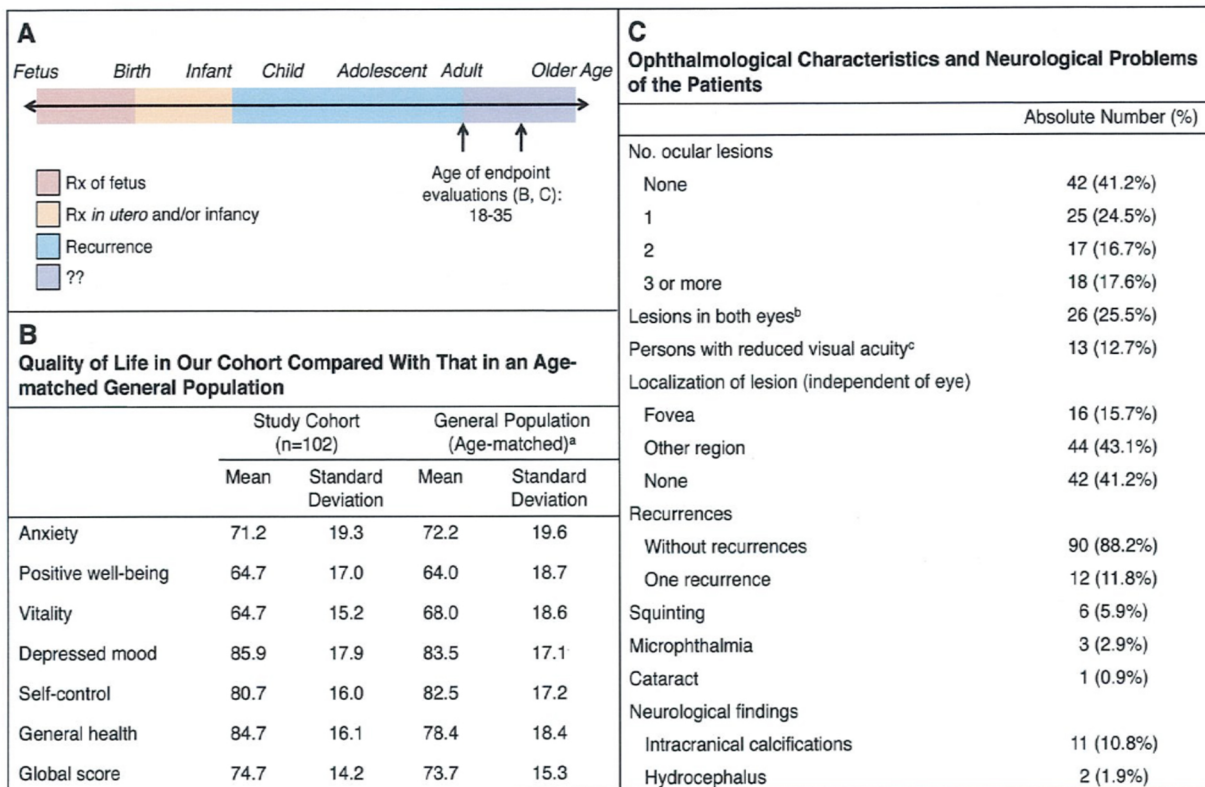 A
Fetus Birth Infant Child Adolescent Adult Older Age
Rx of fetus
Rx in utero and/or infancy
Recurrence
??
Age of endpoint
evaluations (B, C):
18-35
B
Quality of Life in Our Cohort Compared With That in an Age-
matched General Population
Study Cohort
(n=102)
General Population
(Age-matched)a
Mean Standard Deviation Mean Standard Deviation
Anxiety 71.2 19.3 72.2 19.6
Positive well-being 64.7 17.0 64.0 18.7
Vitality 64.7 15.2 68.0 18.6
Depressed mood 85.9 17.9 83.5 17.1
Self-control 80.7 16.0 82.5 17.2
General health 84.7 16.1 78.4 18.4
Global score 74.7 14.2 73.7 15.3
C
Ophthalmological Characteristics and Neurological Problems
of the Patients
Absolute Number (%)
No. ocular lesions
None 42 (41.2%)
1 25 (24.5%)
2 17 (16.7%)
3 or more 18 (17.6%)
Lesions in both eyesb 26 (25.5%)
Persons with reduced visual acuityc 13 (12.7%)
Localization of lesion (independent of eye)
Fovea 16 (15.7%)
Other region 44 (43.1%)
None 42 (41.2%)
Recurrences
Without recurrences 90 (88.2%)
One recurrence 12 (11.8%)
Squinting 6 (5.9%)
Microphthalmia 3 (2.9%)
Cataract 1 (0.9%)
Neurological findings
Intracranical calcifications 11 (10.8%)
Hydrocephalus 2 (1.9%)